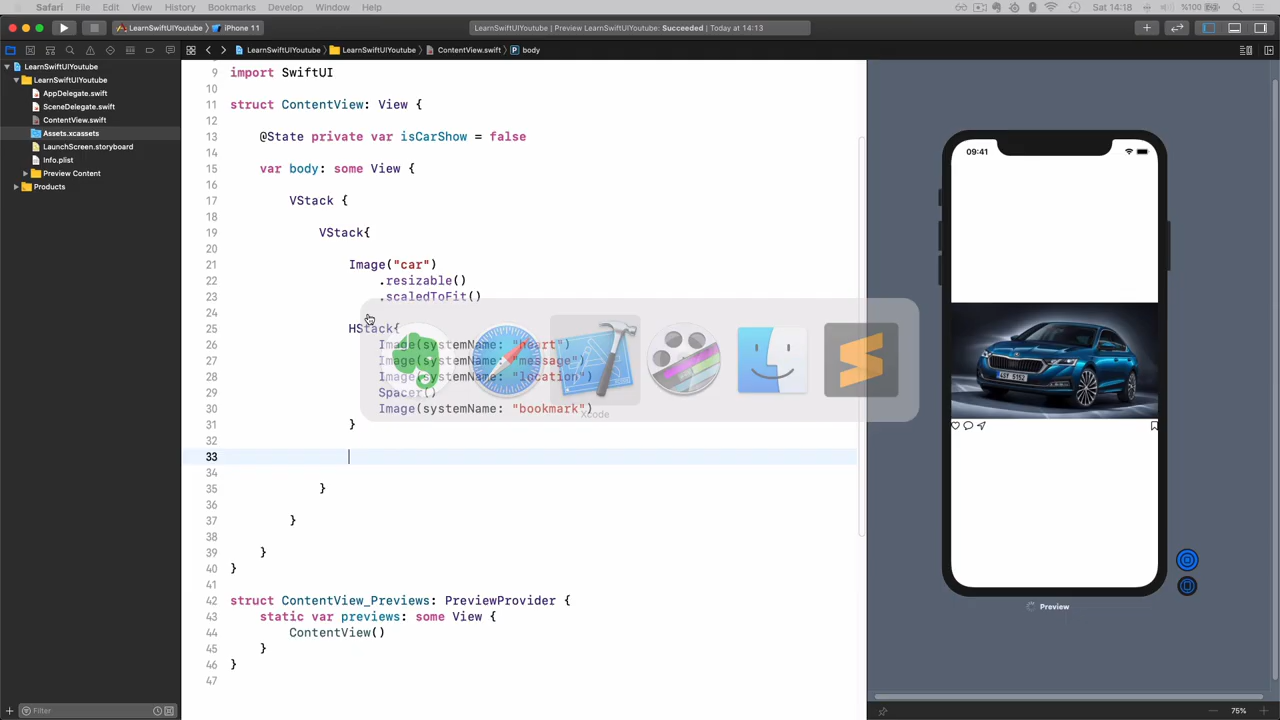 Safari File Edit View History Bookmarks Develop Window Help %100 Sat 14:18
LearnSwiftUIYoutube iPhone 11 LearnSwiftUIYoutube | Preview LearnSwiftUIYoutube: Succeeded | Today at 14:13
LearnSwiftUIYoutube LearnSwiftUIYoutube ContentView.swift P body
LearnSwiftUIYoutube
LearnSwiftUIYoutube
AppDelegate.swift
SceneDelegate.swift
ContentView.swift
Assets.xcassets
LaunchScreen.storyboard
Info.plist
Preview Content
Products
Filter
9 import SwiftUI
10
11 struct ContentView: View {
12
13 @State private var isCarShow = false
14
15 var body: some View {
16
17 VStack {
18
19 VStack{
20
21 Image("car")
22 .resizable()
23 .scaledToFit()
24
25 HStack{
26 Image(systemName: "heart")
27 Image(systemName: "message")
28 Image(systemName: "location")
29 Spacer()
30 Image(systemName: "bookmark")
31 }
32
33
34
35 }
36
37 }
38
39 }
40 }
41
42 struct ContentView_Previews: PreviewProvider {
43 static var previews: some View {
44 ContentView()
45 }
46 }
47
Xcode
09:41
Preview
75%